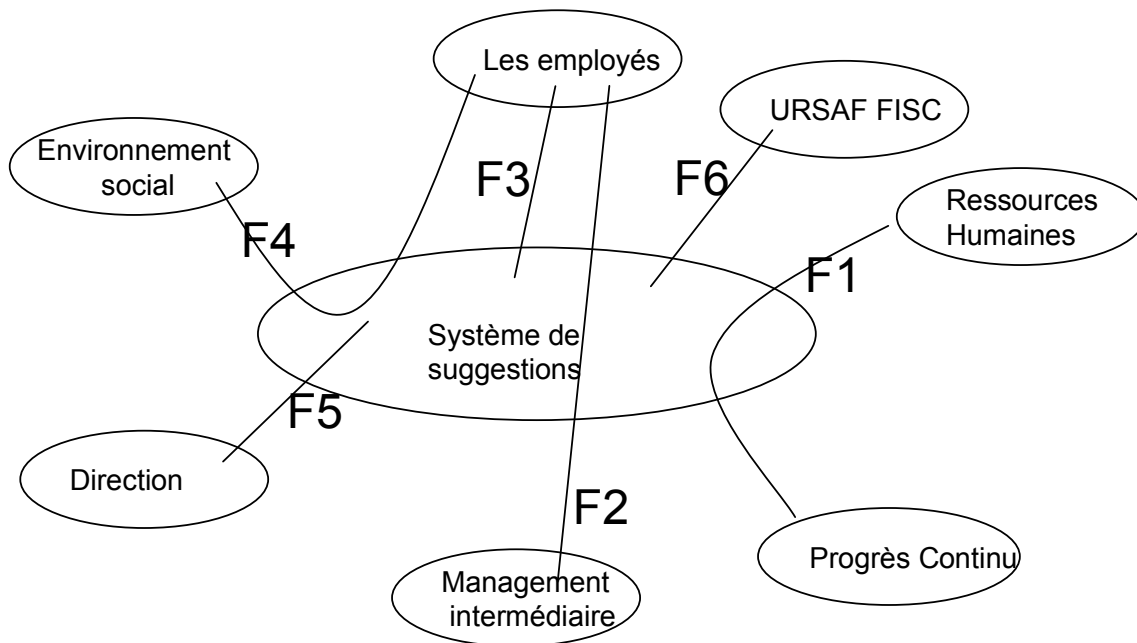 Les employés
URSAF FISC
Environnement
social
F3
F6
Ressources
Humaines
F4
F1
Système de
suggestions
F5
Direction
F2
Progrès Continu
Management
intermédiaire